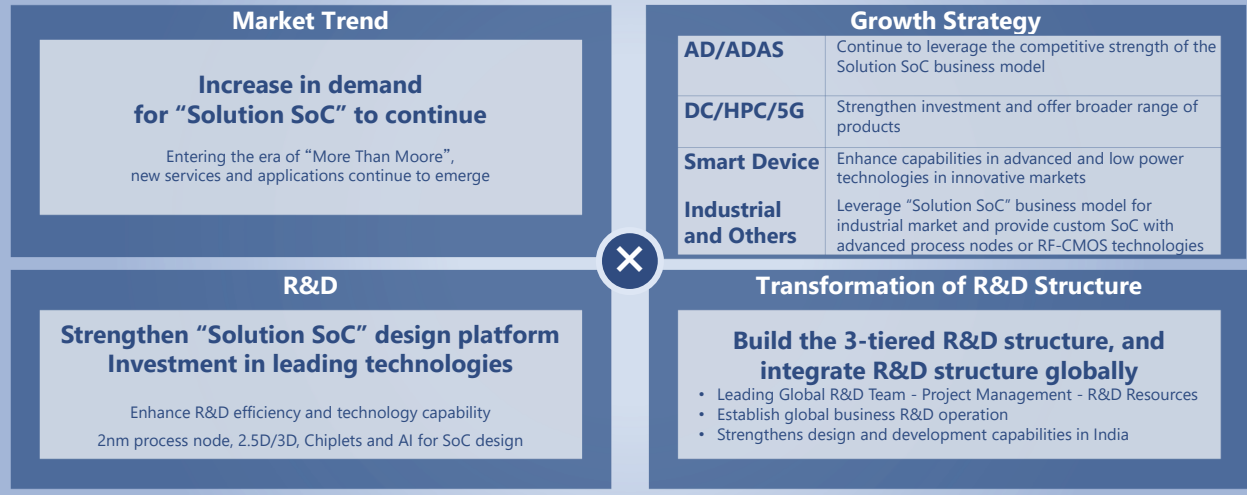 Market Trend
Increase in demand
for “Solution SoC” to continue
Entering the era of “More Than Moore”,
new services and applications continue to emerge
Growth Strategy
AD/ADAS
Continue to leverage the competitive strength of the
Solution SoC business model
DC/HPC/5G
Strengthen investment and offer broader range of
products
Smart Device
Enhance capabilities in advanced and low power
technologies in innovative markets
Industrial
and Others
Leverage “Solution SoC” business model for
industrial market and provide custom SoC with
advanced process nodes or RF-CMOS technologies
×
R&D
Strengthen “Solution SoC” design platform
Investment in leading technologies
Enhance R&D efficiency and technology capability
2nm process node, 2.5D/3D, Chiplets and AI for SoC design
Transformation of R&D Structure
Build the 3-tiered R&D structure, and
integrate R&D structure globally
• Leading Global R&D Team - Project Management - R&D Resources
• Establish global business R&D operation
• Strengthens design and development capabilities in India